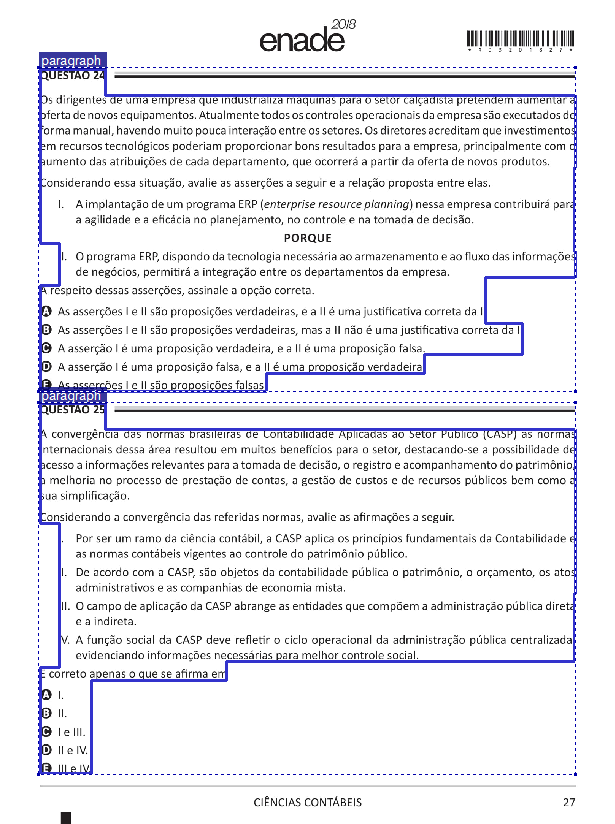 enade2018
*R053201827*
paragraph
QUESTÃO 24
Os dirigentes de uma empresa que industrializa máquinas para o setor calçadista pretendem aumentar a
oferta de novos equipamentos. Atualmente todos os controles operacionais da empresa são executados de
forma manual, havendo muito pouca interação entre os setores. Os diretores acreditam que investimentos
em recursos tecnológicos poderiam proporcionar bons resultados para a empresa, principalmente com o
aumento das atribuições de cada departamento, que ocorrerá a partir da oferta de novos produtos.
Considerando essa situação, avalie as asserções a seguir e a relação proposta entre elas.
I. A implantação de um programa ERP (enterprise resource planning) nessa empresa contribuirá para
a agilidade e a eficácia no planejamento, no controle e na tomada de decisão.
PORQUE
II. O programa ERP, dispondo da tecnologia necessária ao armazenamento e ao fluxo das informações
de negócios, permitirá a integração entre os departamentos da empresa.
A respeito dessas asserções, assinale a opção correta.
A As asserções I e II são proposições verdadeiras, e a II é uma justificativa correta da I.
B As asserções I e II são proposições verdadeiras, mas a II não é uma justificativa correta da I.
C A asserção I é uma proposição verdadeira, e a II é uma proposição falsa.
D A asserção I é uma proposição falsa, e a II é uma proposição verdadeira.
E As asserções I e II são proposições falsas.
paragraph
QUESTÃO 25
A convergência das normas brasileiras de Contabilidade Aplicadas ao Setor Público (CASP) às normas
internacionais dessa área resultou em muitos benefícios para o setor, destacando-se a possibilidade de
acesso a informações relevantes para a tomada de decisão, o registro e acompanhamento do patrimônio,
a melhoria no processo de prestação de contas, a gestão de custos e de recursos públicos bem como a
sua simplificação.
Considerando a convergência das referidas normas, avalie as afirmações a seguir.
I. Por ser um ramo da ciência contábil, a CASP aplica os princípios fundamentais da Contabilidade e
as normas contábeis vigentes ao controle do patrimônio público.
II. De acordo com a CASP, são objetos da contabilidade pública o patrimônio, o orçamento, os atos
administrativos e as companhias de economia mista.
III. O campo de aplicação da CASP abrange as entidades que compõem a administração pública direta
e a indireta.
IV. A função social da CASP deve refletir o ciclo operacional da administração pública centralizada,
evidenciando informações necessárias para melhor controle social.
É correto apenas o que se afirma em
A I.
B II.
C I e III.
D II e IV.
E III e IV.
CIÊNCIAS CONTÁBEIS
27